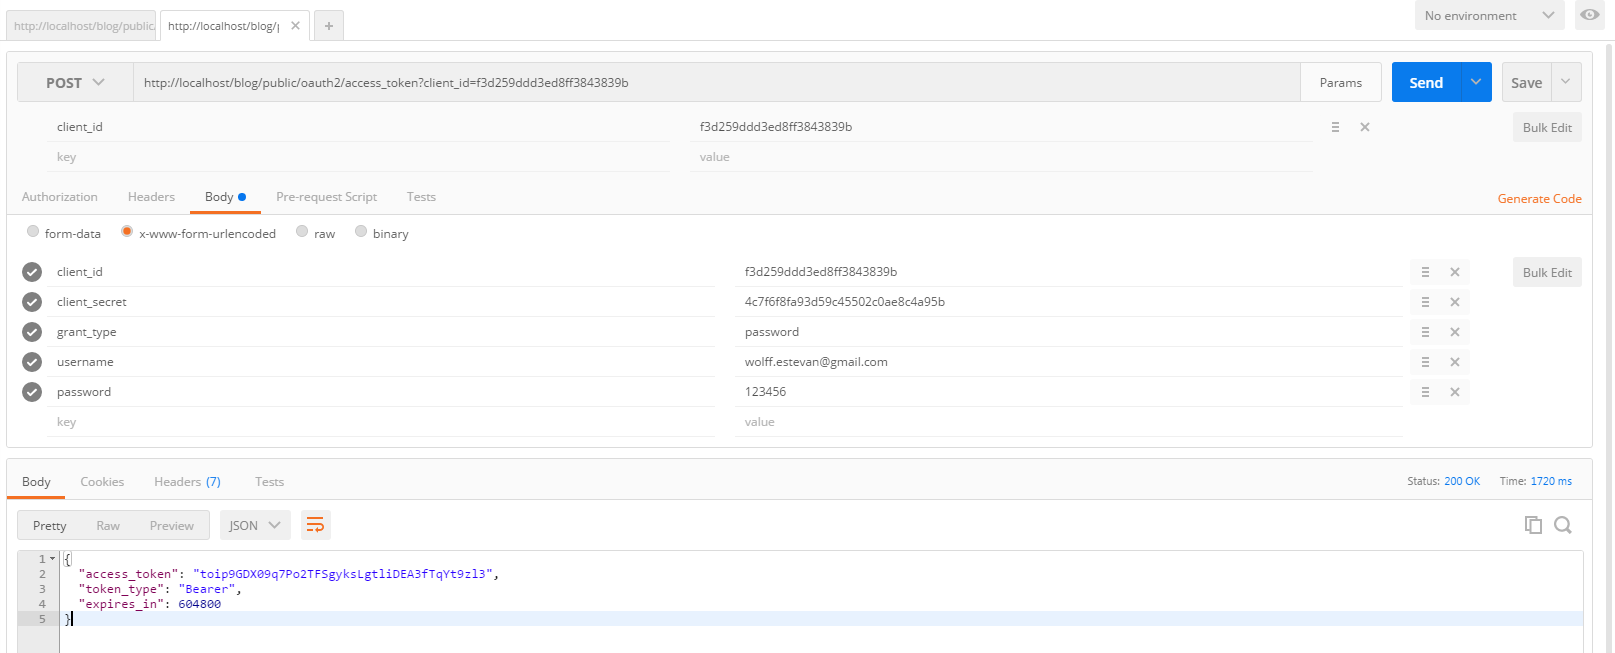 http://localhost/blog/public/ http://localhost/blog/p + No environment
POST http://localhost/blog/public/oauth2/access_token?client_id=f3d259ddd3ed8ff3843839b Params Send Save
client_id f3d259ddd3ed8ff3843839b Bulk Edit
key value
Authorization Headers Body Pre-request Script Tests Generate Code
form-data x-www-form-urlencoded raw binary
client_id f3d259ddd3ed8ff3843839b Bulk Edit
client_secret 4c7f6f8fa93d59c45502c0ae8c4a95b
grant_type password
username wolff.estevan@gmail.com
password 123456
key value
Body Cookies Headers (7) Tests Status: 200 OK Time: 1720 ms
Pretty Raw Preview JSON
1 {
2 "access_token": "toip9GDX09q7Po2TFSgyksLgtliDEA3fTqYt9zl3",
3 "token_type": "Bearer",
4 "expires_in": 604800
5 }